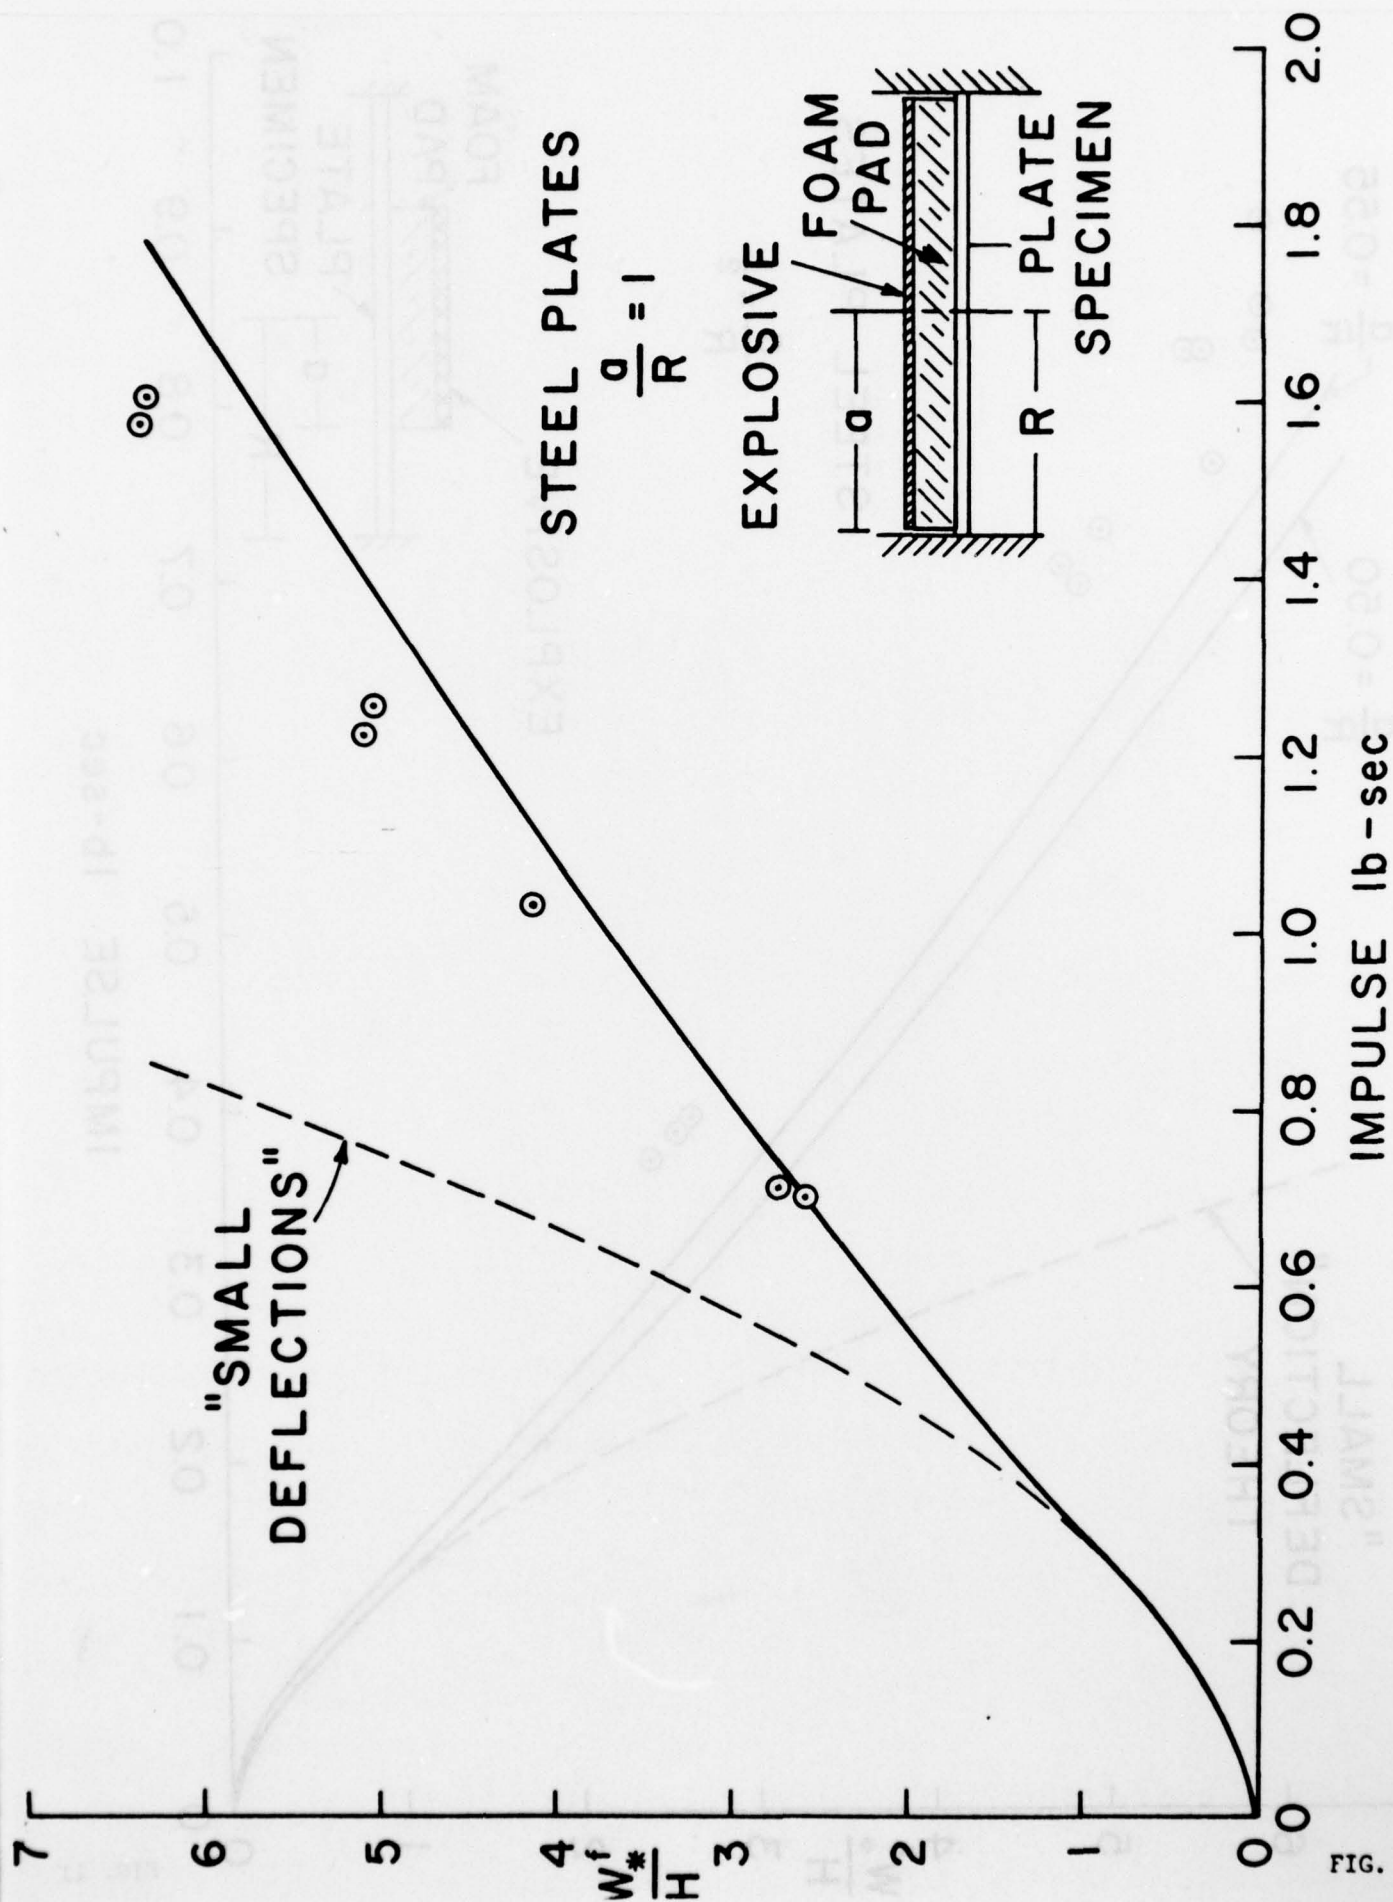 7
6
5
4
3
2
1
0
W*f
H
0
0.2
0.4
0.6
0.8
1.0
1.2
1.4
1.6
1.8
2.0
IMPULSE lb-sec
"SMALL
DEFLECTIONS"
STEEL PLATES
a/R = 1
EXPLOSIVE
FOAM
PAD
a
R
PLATE
SPECIMEN
FIG.